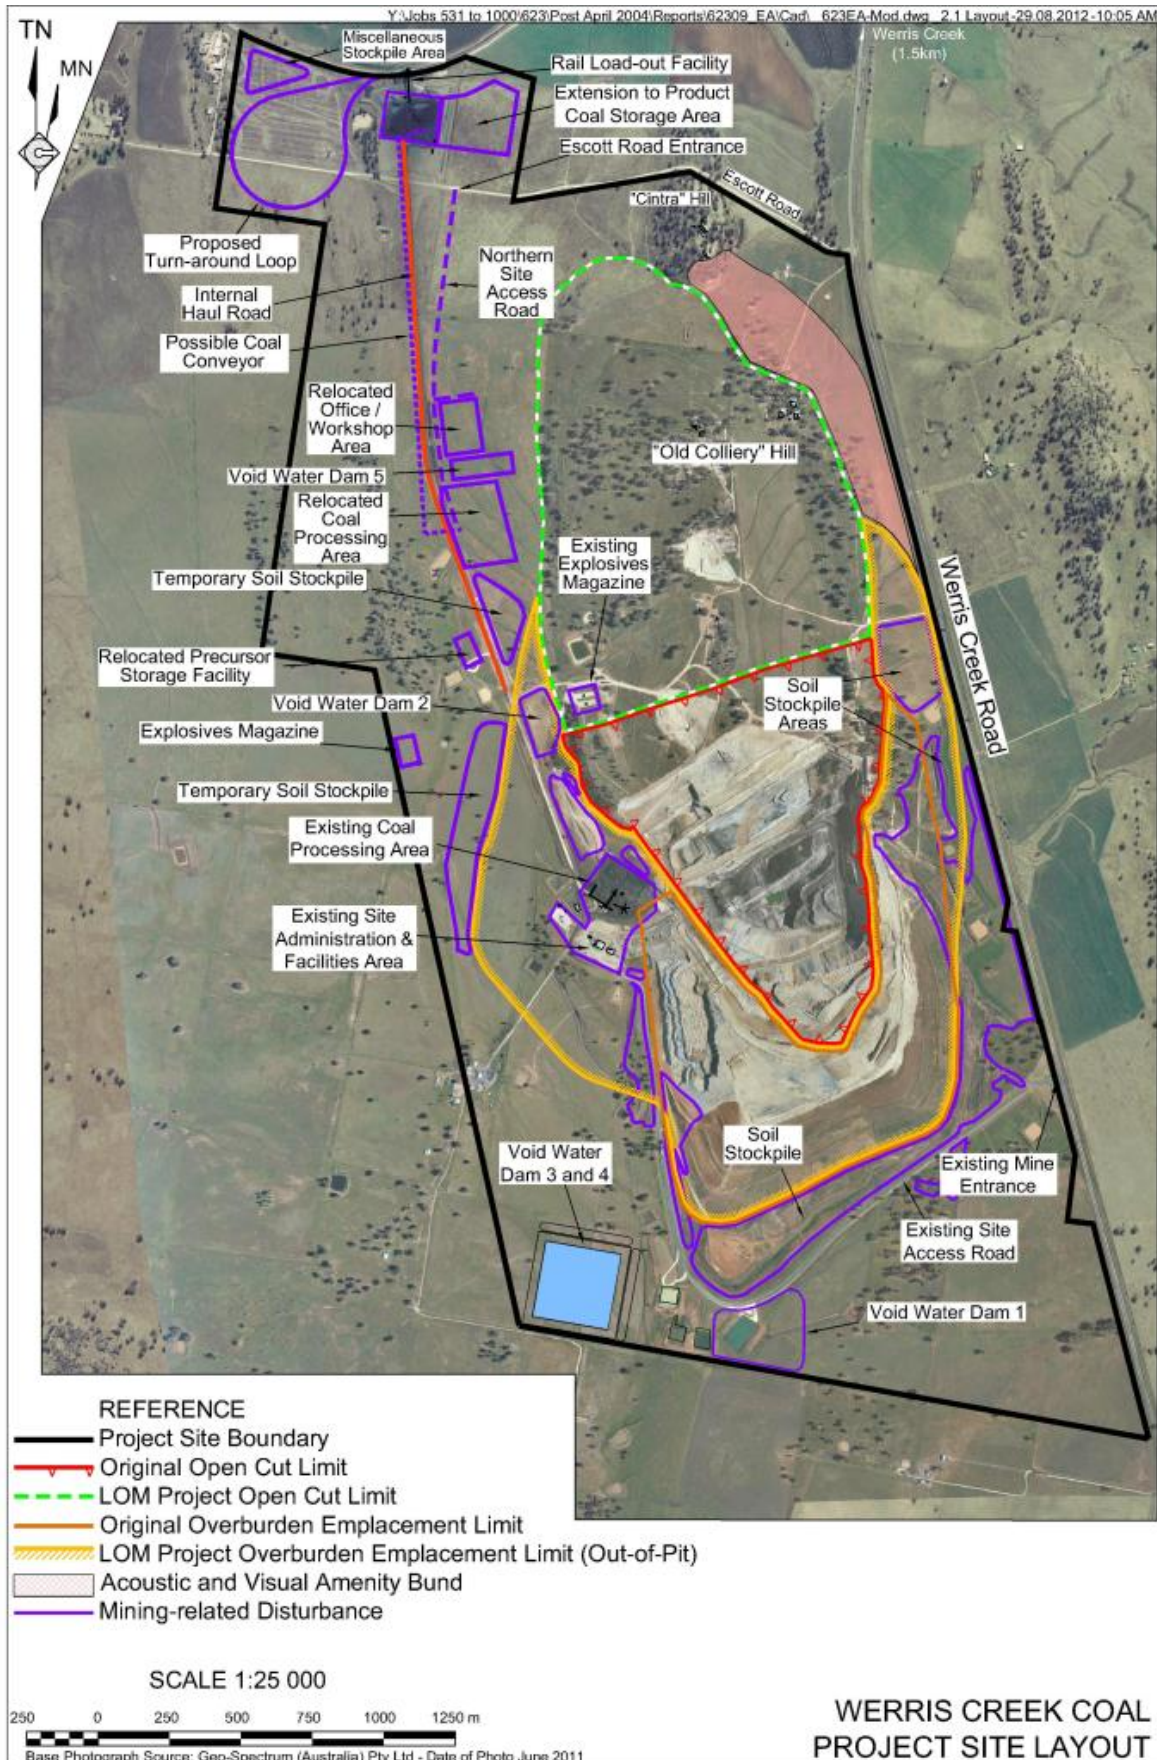 Y:\Jobs 531 to 1000\623\Post April 2004\Reports\62309_EA\Cad\_623EA-Mod.dwg_2.1 Layout-29.08.2012-10:05 AM
TN
MN
Miscellaneous
Stockpile Area
Werris Creek
(1.5km)
Rail Load-out Facility
Extension to Product
Coal Storage Area
Escott Road Entrance
Escott Road
"Cintra" Hill
Proposed
Turn-around Loop
Northern
Site
Access
Road
Internal
Haul Road
Possible Coal
Conveyor
Relocated
Office /
Workshop
Area
"Old Colliery" Hill
Void Water Dam 5
Relocated
Coal
Processing
Area
Existing
Explosives
Magazine
Temporary Soil Stockpile
Werris Creek Road
Relocated Precursor
Storage Facility
Soil
Stockpile
Areas
Void Water Dam 2
Explosives Magazine
Temporary Soil Stockpile
Existing Coal
Processing Area
Existing Site
Administration &
Facilities Area
Void Water
Dam 3 and 4
Soil
Stockpile
Existing Mine
Entrance
Existing Site
Access Road
Void Water Dam 1
REFERENCE
Project Site Boundary
Original Open Cut Limit
LOM Project Open Cut Limit
Original Overburden Emplacement Limit
LOM Project Overburden Emplacement Limit (Out-of-Pit)
Acoustic and Visual Amenity Bund
Mining-related Disturbance
SCALE 1:25 000
250 0 250 500 750 1000 1250 m
Base Photograph Source: Geo-Spectrum (Australia) Pty Ltd - Date of Photo June 2011
WERRIS CREEK COAL
PROJECT SITE LAYOUT